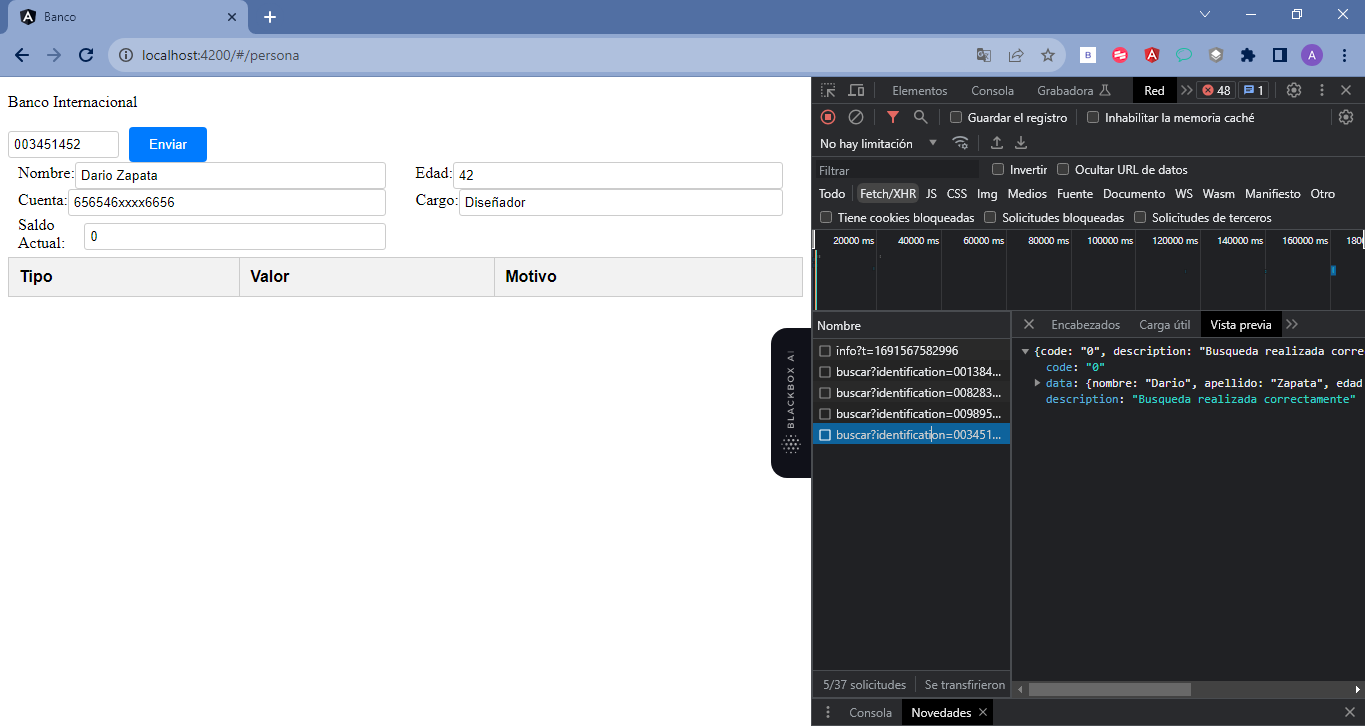 Banco
localhost:4200/#/persona
B
A
Banco Internacional
003451452
Enviar
Nombre: Dario Zapata
Edad: 42
Cuenta: 656546xxxx6656
Cargo: Diseñador
Saldo
Actual: 0
Tipo Valor Motivo
BLACKBOX AI
Elementos Consola Grabadora Red 48 1
Guardar el registro Inhabilitar la memoria caché
No hay limitación
Filtrar Invertir Ocultar URL de datos
Todo Fetch/XHR JS CSS Img Medios Fuente Documento WS Wasm Manifiesto Otro
Tiene cookies bloqueadas Solicitudes bloqueadas Solicitudes de terceros
20000 ms 40000 ms 60000 ms 80000 ms 100000 ms 120000 ms 140000 ms 160000 ms 1800
Nombre
info?t=1691567582996
buscar?identification=001384...
buscar?identification=008283...
buscar?identification=009895...
buscar?identification=003451...
Encabezados Carga útil Vista previa
{code: "0", description: "Busqueda realizada corre
code: "0"
data: {nombre: "Dario", apellido: "Zapata", edad
description: "Busqueda realizada correctamente"
5/37 solicitudes Se transfirieron
Consola Novedades